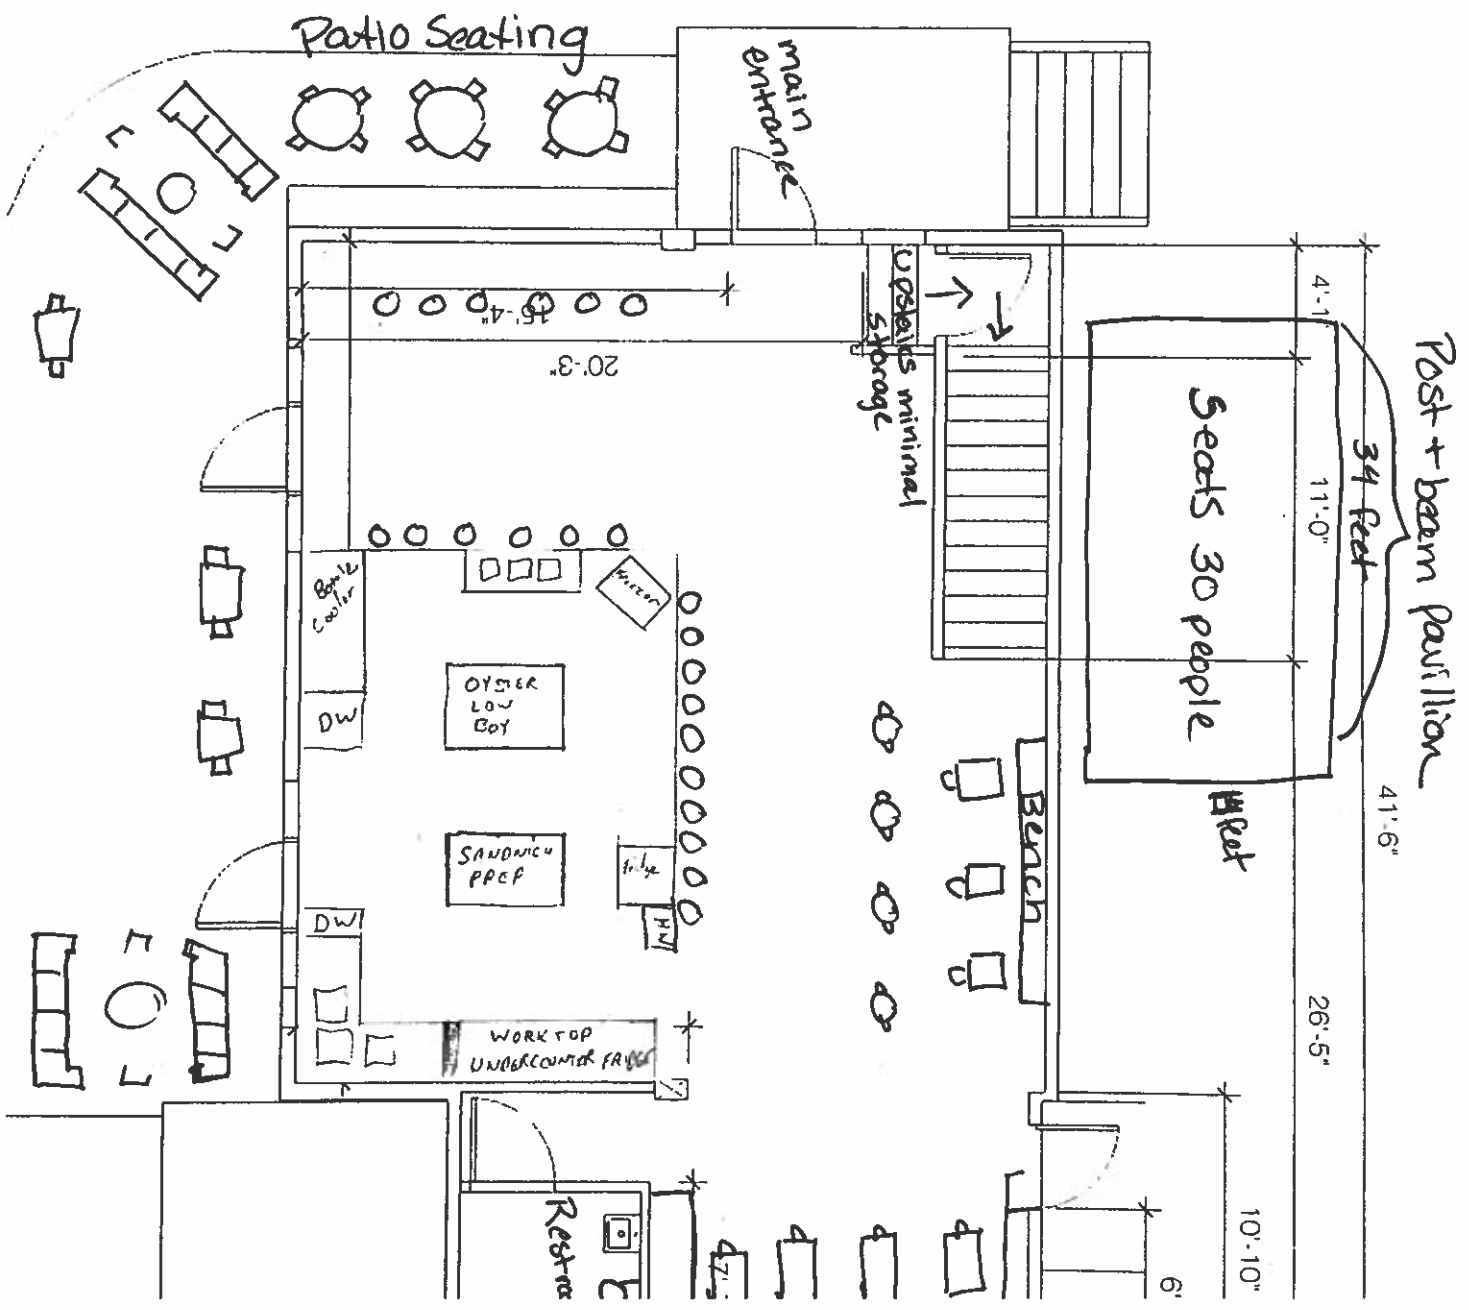 Patio Seating
main
entrance
Upstairs minimal
storage
15'-4"
20'-3"
4'-1
11'-0"
34 feet
Post + beam pavillion
Seats 30 people
feet
41'-6"
26'-5"
10'-10"
6'
Bottle
Cooler
DW
OYSTER
LOW
BOY
SANDWICH
PREP
fridge
HW
DW
WORKTOP
UNDERCOUNTER FRIDGE
Bench
Restroo